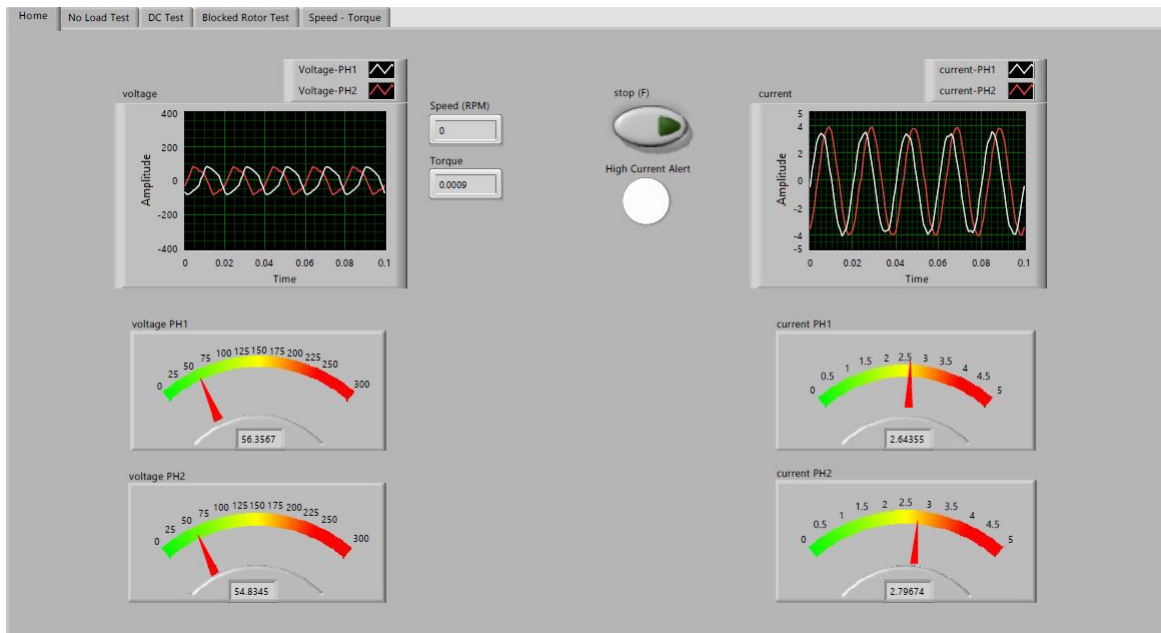 Home No Load Test DC Test Blocked Rotor Test Speed - Torque
Voltage-PH1
Voltage-PH2
voltage
400
200
0
-200
-400
Amplitude
0 0.02 0.04 0.06 0.08 0.1
Time
Speed (RPM)
0
Torque
0.0009
stop (F)
High Current Alert
current-PH1
current-PH2
current
5
4
2
0
-2
-4
-5
Amplitude
0 0.02 0.04 0.06 0.08 0.1
Time
voltage PH1
0 25 50 75 100 125 150 175 200 225 250 300
56.3567
current PH1
0 0.5 1 1.5 2 2.5 3 3.5 4 4.5 5
2.64355
voltage PH2
0 25 50 75 100 125 150 175 200 225 250 300
54.8345
current PH2
0 0.5 1 1.5 2 2.5 3 3.5 4 4.5 5
2.79674